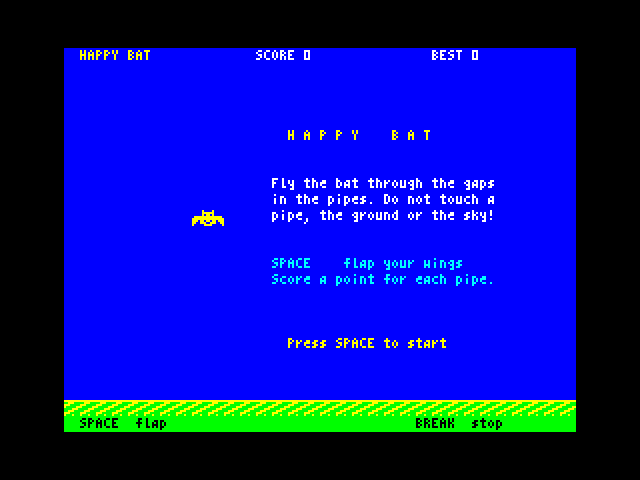 HAPPY BAT SCORE 0 BEST 0
HAPPY BAT
Fly the bat through the gaps
in the pipes. Do not touch a
pipe, the ground or the sky!
SPACE flap your wings
Score a point for each pipe.
Press SPACE to start
SPACE flap BREAK stop